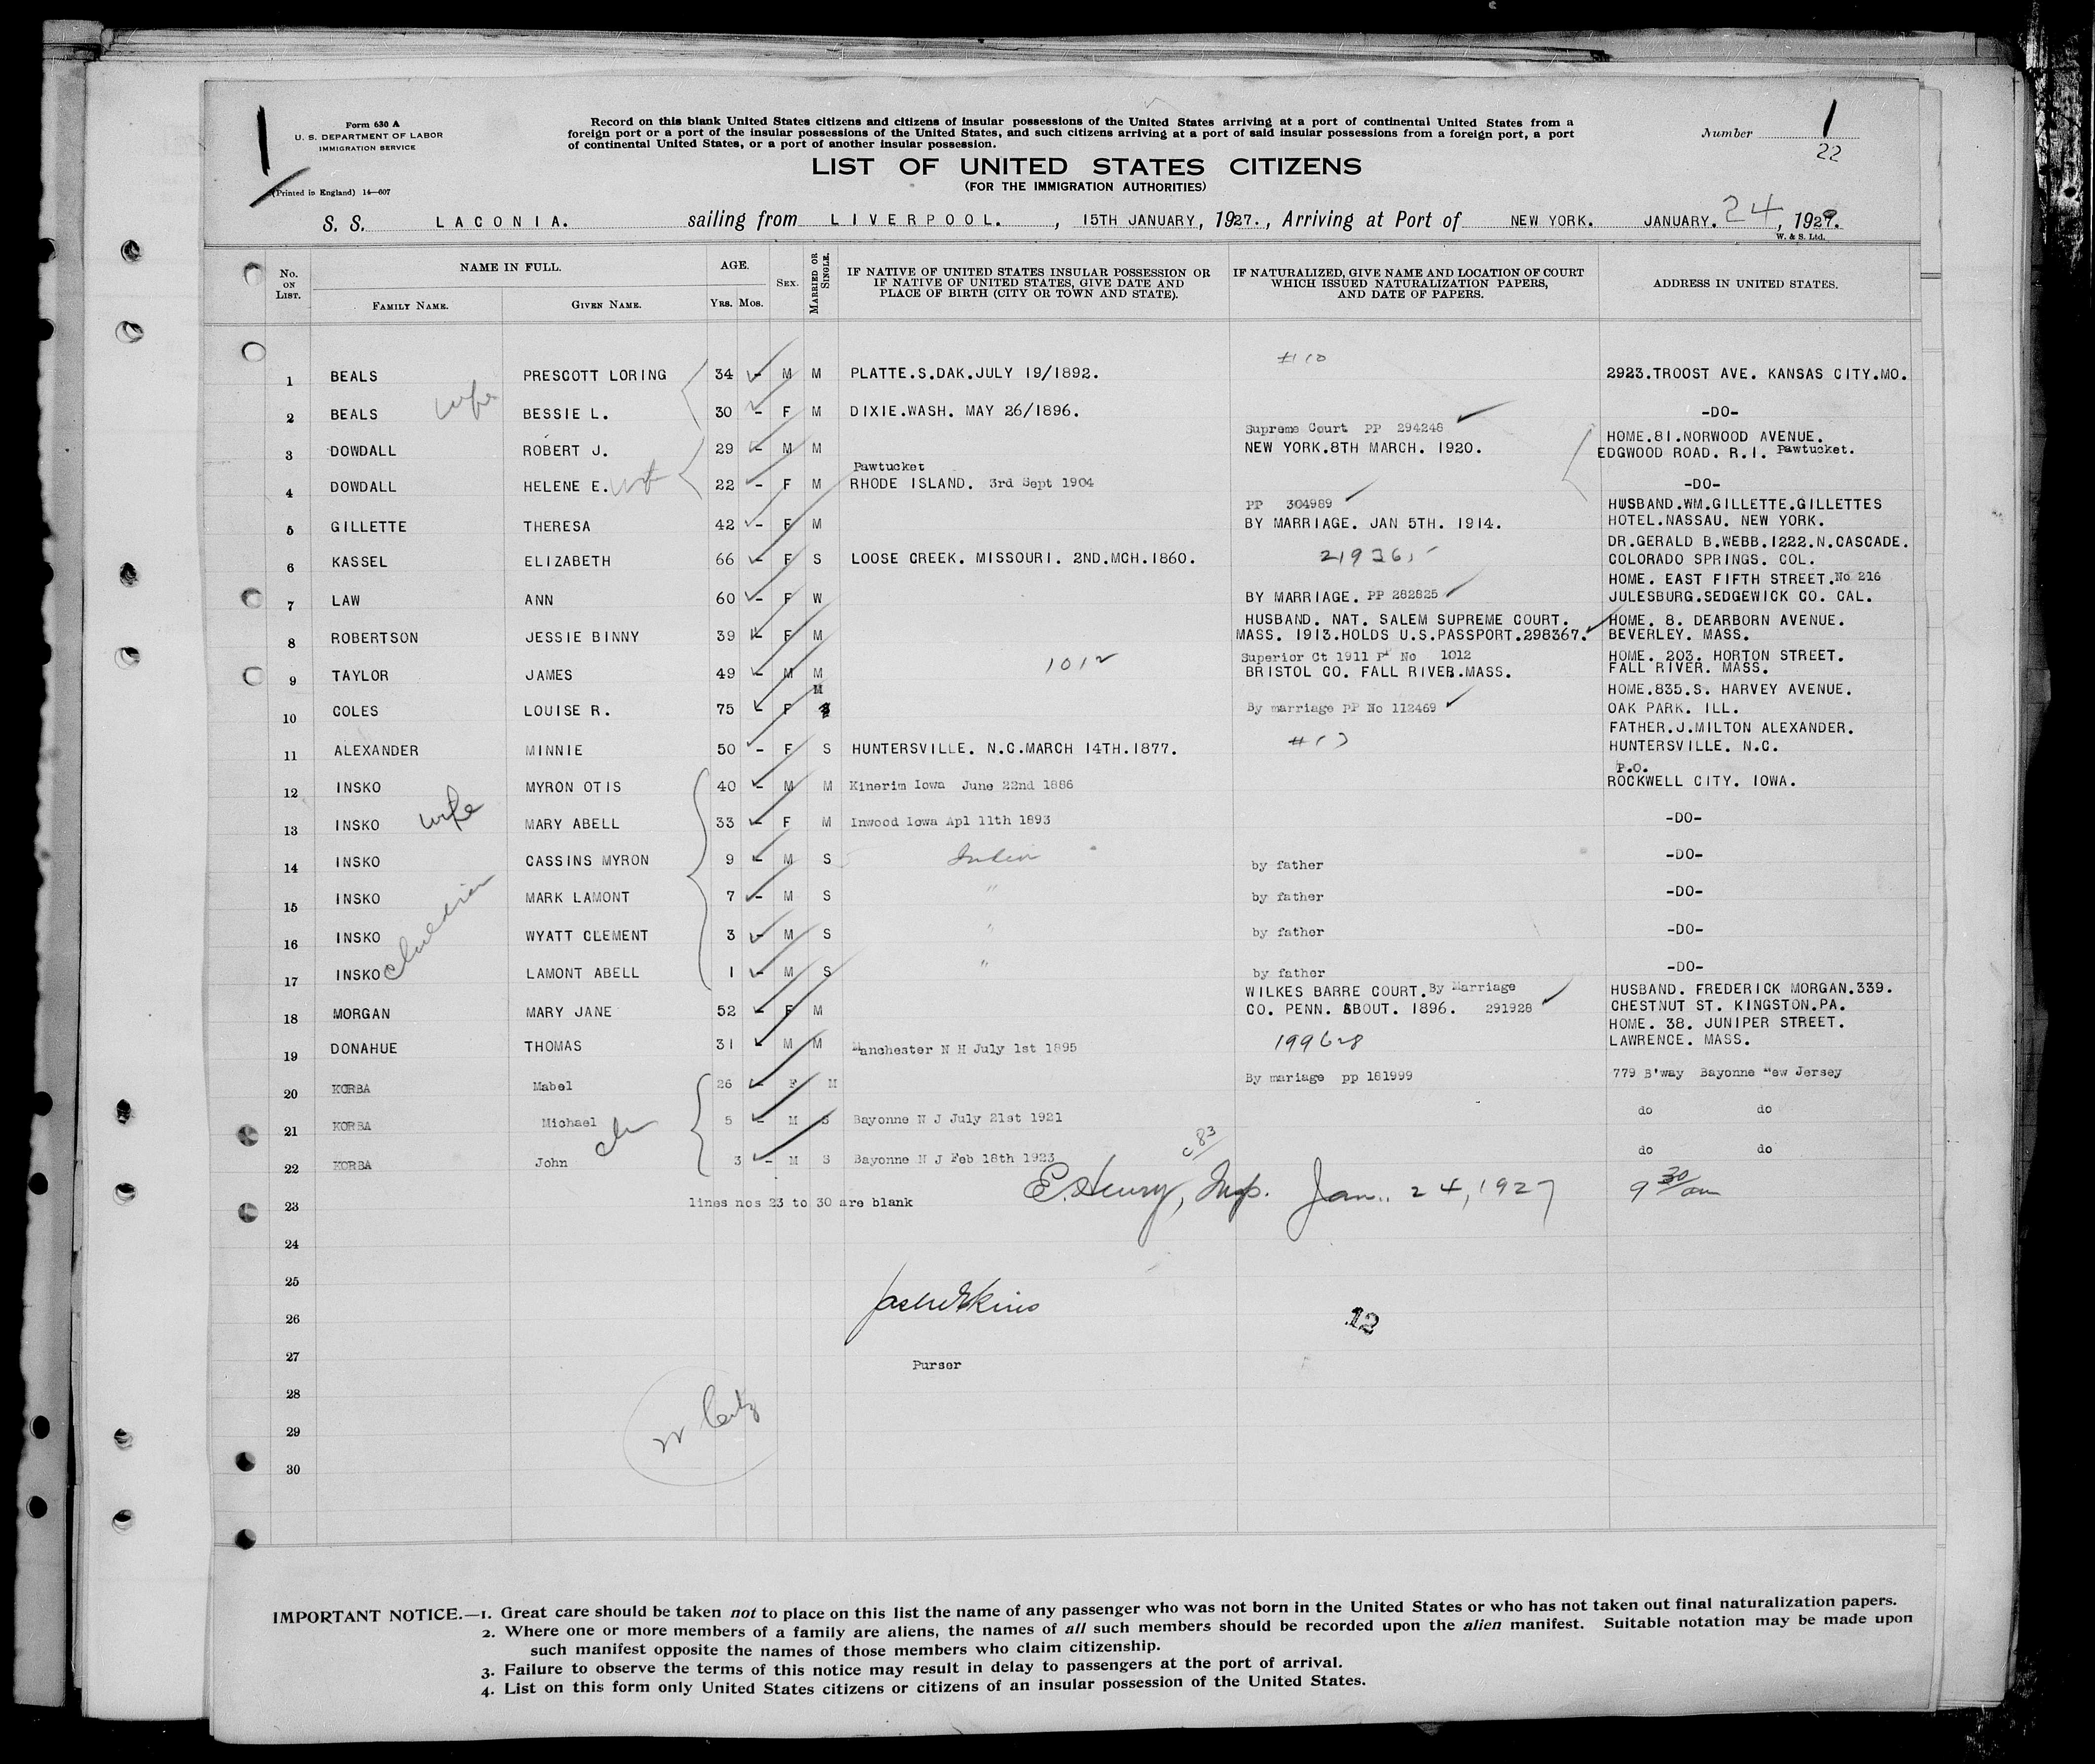 1
Form 630 A
U. S. DEPARTMENT OF LABOR
IMMIGRATION SERVICE
(Printed in England) 14—607
Record on this blank United States citizens and citizens of insular possessions of the United States arriving at a port of continental United States from a
foreign port or a port of the insular possessions of the United States, and such citizens arriving at a port of said insular possessions from a foreign port, a port
of continental United States, or a port of another insular possession.
Number 1
22
LIST OF UNITED STATES CITIZENS
(FOR THE IMMIGRATION AUTHORITIES)
S. S. LACONIA. sailing from LIVERPOOL. , 15TH JANUARY, 1927., Arriving at Port of NEW YORK. JANUARY. 24, 1927.
W. & S. Ltd.
No. ON LIST. NAME IN FULL. FAMILY NAME. GIVEN NAME. AGE. YRS. MOS. SEX. MARRIED OR SINGLE. IF NATIVE OF UNITED STATES INSULAR POSSESSION OR IF NATIVE OF UNITED STATES, GIVE DATE AND PLACE OF BIRTH (CITY OR TOWN AND STATE). IF NATURALIZED, GIVE NAME AND LOCATION OF COURT WHICH ISSUED NATURALIZATION PAPERS, AND DATE OF PAPERS. ADDRESS IN UNITED STATES.
#10
1 BEALS PRESCOTT LORING 34 - M M PLATTE.S.DAK.JULY 19/1892. 2923.TROOST AVE. KANSAS CITY.MO.
2 BEALS wife BESSIE L. 30 - F M DIXIE.WASH. MAY 26/1896. -DO-
Supreme Court PP 294248 HOME.81.NORWOOD AVENUE.
3 DOWDALL ROBERT J. 29 - M M NEW YORK.8TH MARCH. 1920. EDGWOOD ROAD. R.I. Pawtucket.
Pawtucket
4 DOWDALL HELENE E. wife 22 - F M RHODE ISLAND. 3rd Sept 1904 -DO-
PP 304989 HUSBAND.WM.GILLETTE.GILLETTES
5 GILLETTE THERESA 42 - F M BY MARRIAGE. JAN 5TH. 1914. HOTEL.NASSAU. NEW YORK.
DR.GERALD B.WEBB.1222.N.CASCADE.
6 KASSEL ELIZABETH 66 - F S LOOSE CREEK. MISSOURI. 2ND.MCH.1860. COLORADO SPRINGS. COL.
HOME. EAST FIFTH STREET.No 216
7 LAW ANN 60 - F W BY MARRIAGE. PP 282825 JULESBURG.SEDGEWICK CO. CAL.
HUSBAND. NAT. SALEM SUPREME COURT. HOME. 8. DEARBORN AVENUE.
8 ROBERTSON JESSIE BINNY 39 - F M MASS. 1913.HOLDS U.S.PASSPORT.298367. BEVERLEY. MASS.
1012 Superior Ct 1911 P No 1012 HOME. 203. HORTON STREET.
9 TAYLOR JAMES 49 - M M BRISTOL CO. FALL RIVER.MASS. FALL RIVER. MASS.
M HOME.835.S. HARVEY AVENUE.
10 COLES LOUISE R. 75 - F By marriage PP No 112469 OAK PARK. ILL.
FATHER.J.MILTON ALEXANDER.
11 ALEXANDER MINNIE 50 - F S HUNTERSVILLE. N.C.MARCH 14TH.1877. HUNTERSVILLE. N.C.
P.O.
12 INSKO MYRON OTIS 40 - M M Kinerim Iowa June 22nd 1886 ROCKWELL CITY. IOWA.
13 INSKO wife MARY ABELL 33 - F M Inwood Iowa Apl 11th 1893 -DO-
14 INSKO CASSINS MYRON 9 - M S India by father -DO-
15 INSKO MARK LAMONT 7 - M S " by father -DO-
16 INSKO children WYATT CLEMENT 3 - M S " by father -DO-
17 INSKO LAMONT ABELL 1 - M S " by father -DO-
WILKES BARRE COURT.By Marriage HUSBAND. FREDERICK MORGAN.339.
18 MORGAN MARY JANE 52 - F M CO. PENN. ABOUT. 1896. 291928 CHESTNUT ST. KINGSTON.PA.
HOME. 38. JUNIPER STREET.
19 DONAHUE THOMAS 31 - M M Manchester N H July 1st 1895 LAWRENCE. MASS.
20 KORBA Mabel 26 - F M By mariage pp 181999 779 B'way Bayonne New Jersey
21 KORBA Michael 5 - M S Bayonne N J July 21st 1921 do do
22 KORBA John 3 - M S Bayonne N J Feb 18th 1923 do do
23 lines nos 23 to 30 are blank E. Henry, Insp. Jan. 24, 1927 9 30/am
24
25
26
12
27 Purser
28
29
30
IMPORTANT NOTICE.—1. Great care should be taken not to place on this list the name of any passenger who was not born in the United States or who has not taken out final naturalization papers.
2. Where one or more members of a family are aliens, the names of all such members should be recorded upon the alien manifest. Suitable notation may be made upon
such manifest opposite the names of those members who claim citizenship.
3. Failure to observe the terms of this notice may result in delay to passengers at the port of arrival.
4. List on this form only United States citizens or citizens of an insular possession of the United States.